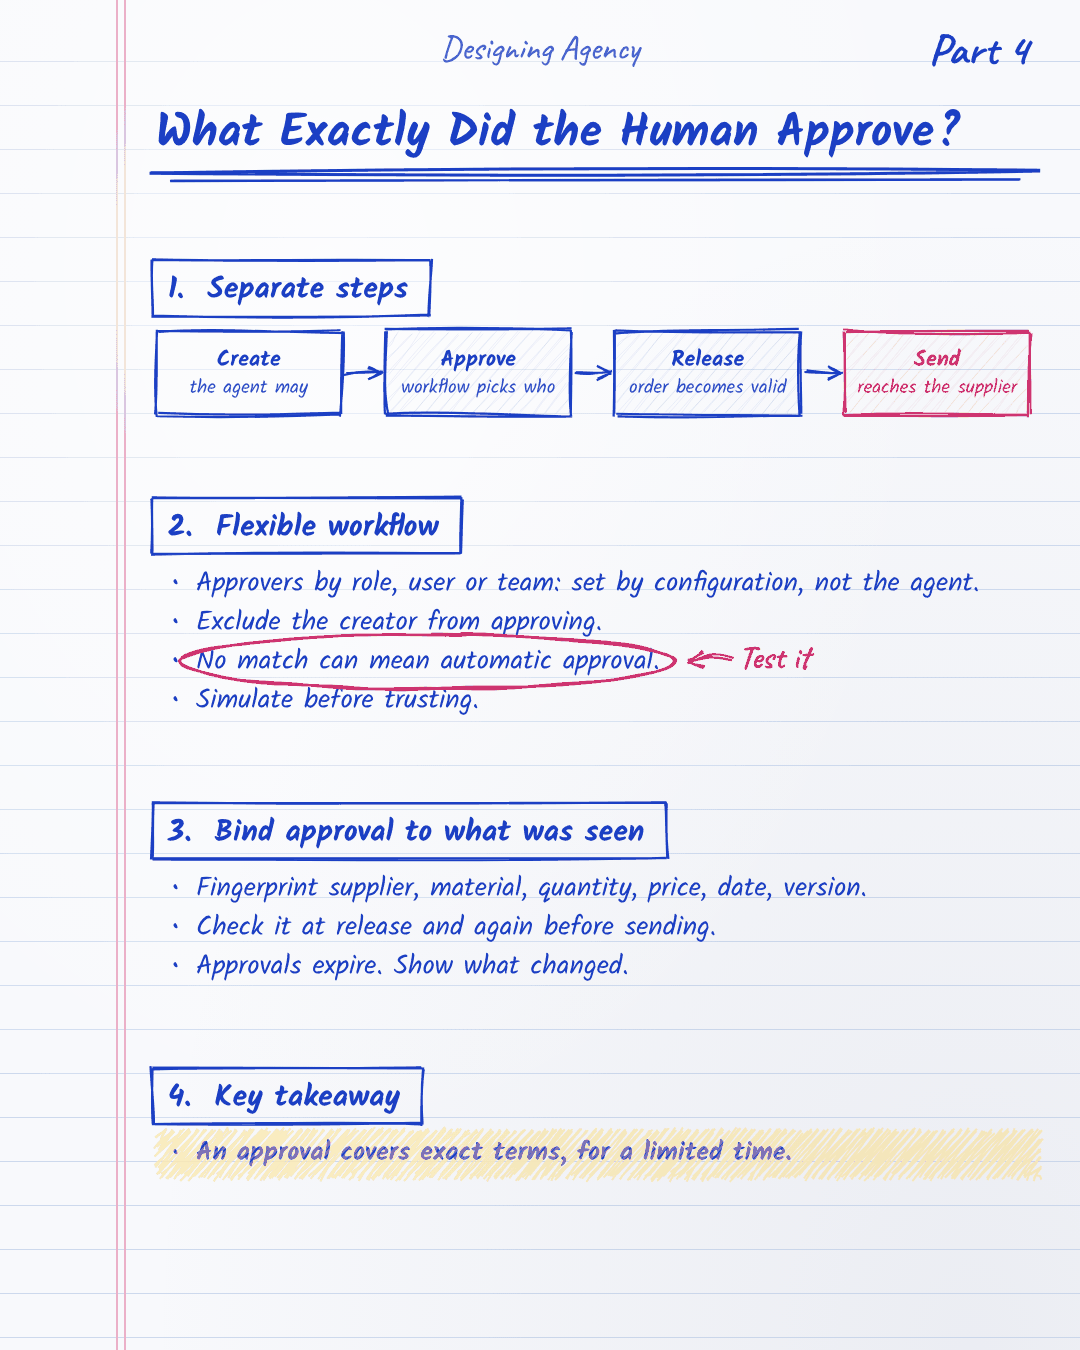 Designing Agency
Part 4
What Exactly Did the Human Approve?
1. Separate steps
Create
the agent may
Approve
workflow picks who
Release
order becomes valid
Send
reaches the supplier
2. Flexible workflow
· Approvers by role, user or team: set by configuration, not the agent.
· Exclude the creator from approving.
· No match can mean automatic approval.
Test it
· Simulate before trusting.
3. Bind approval to what was seen
· Fingerprint supplier, material, quantity, price, date, version.
· Check it at release and again before sending.
· Approvals expire. Show what changed.
4. Key takeaway
· An approval covers exact terms, for a limited time.